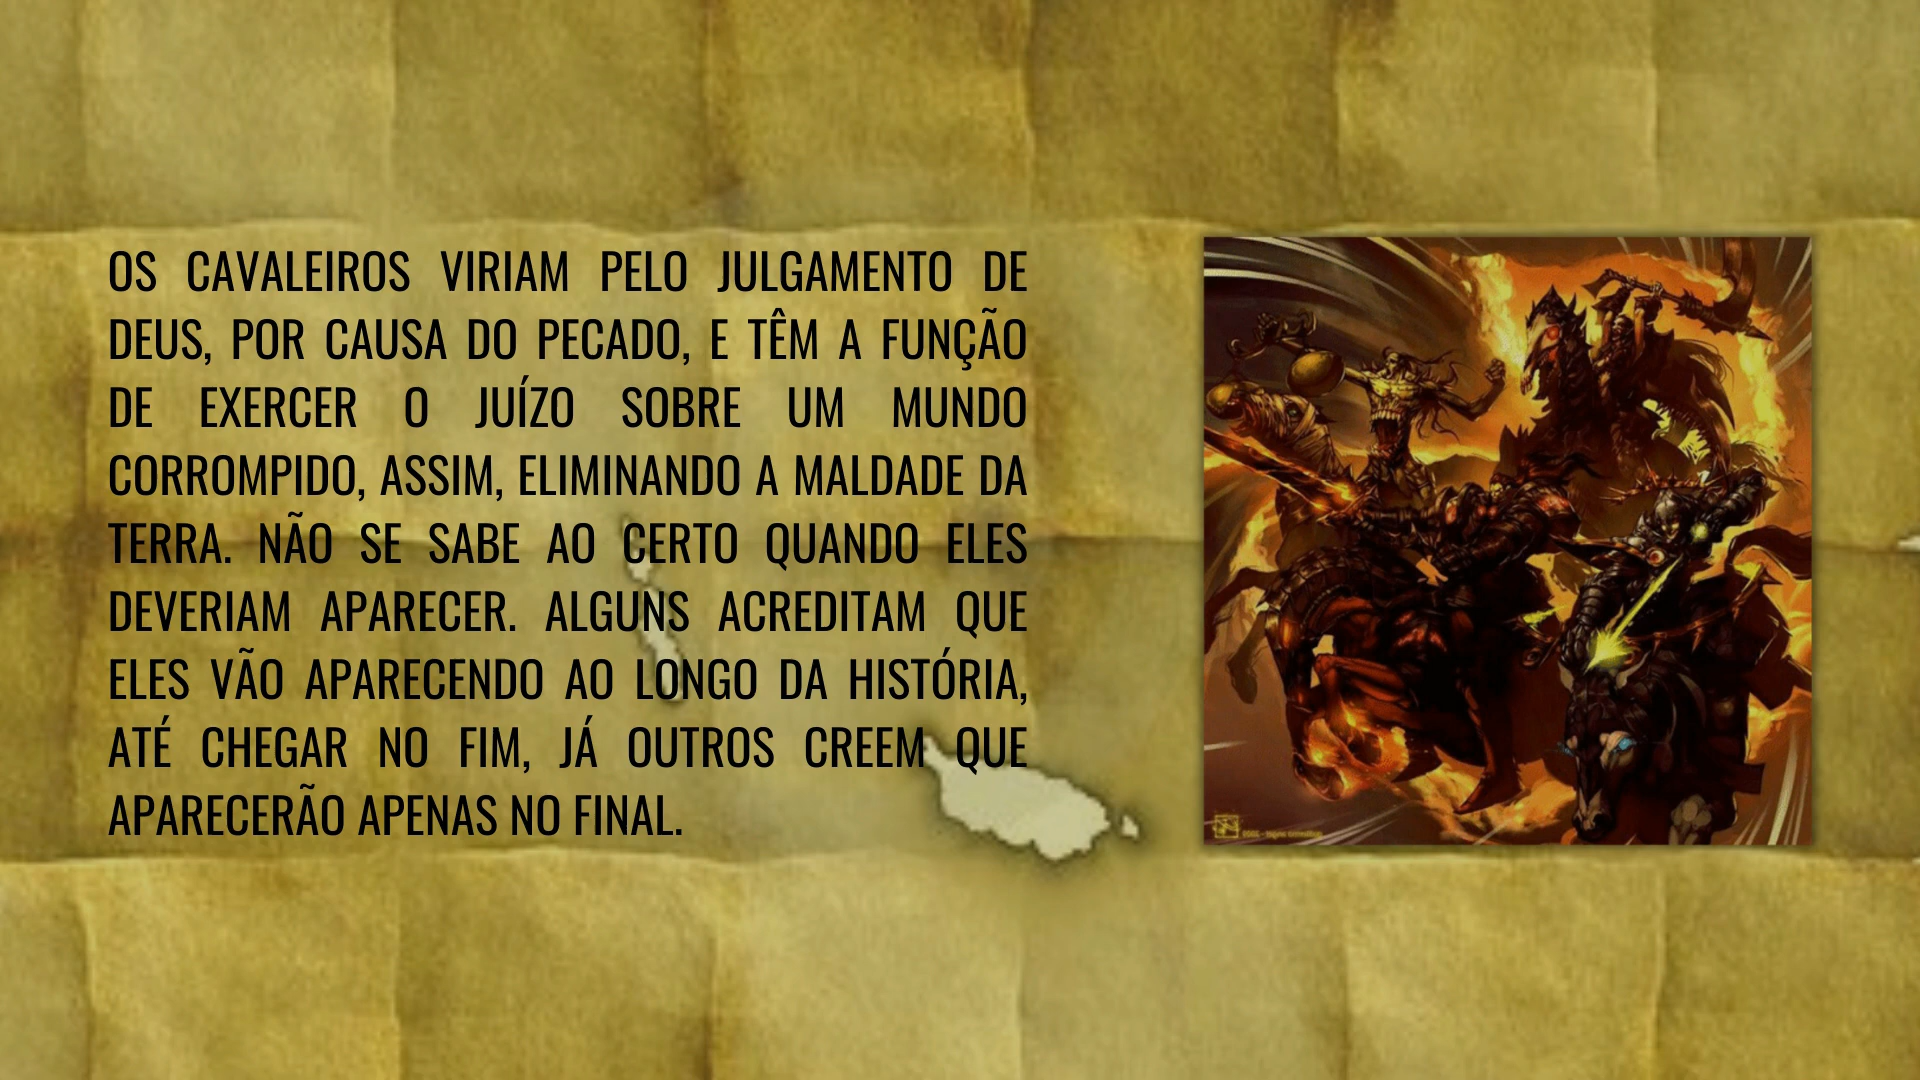 OS CAVALEIROS VIRIAM PELO JULGAMENTO DE
DEUS, POR CAUSA DO PECADO, E TÊM A FUNÇÃO
DE EXERCER O JUÍZO SOBRE UM MUNDO
CORROMPIDO, ASSIM, ELIMINANDO A MALDADE DA
TERRA. NÃO SE SABE AO CERTO QUANDO ELES
DEVERIAM APARECER. ALGUNS ACREDITAM QUE
ELES VÃO APARECENDO AO LONGO DA HISTÓRIA,
ATÉ CHEGAR NO FIM, JÁ OUTROS CREEM QUE
APARECERÃO APENAS NO FINAL.